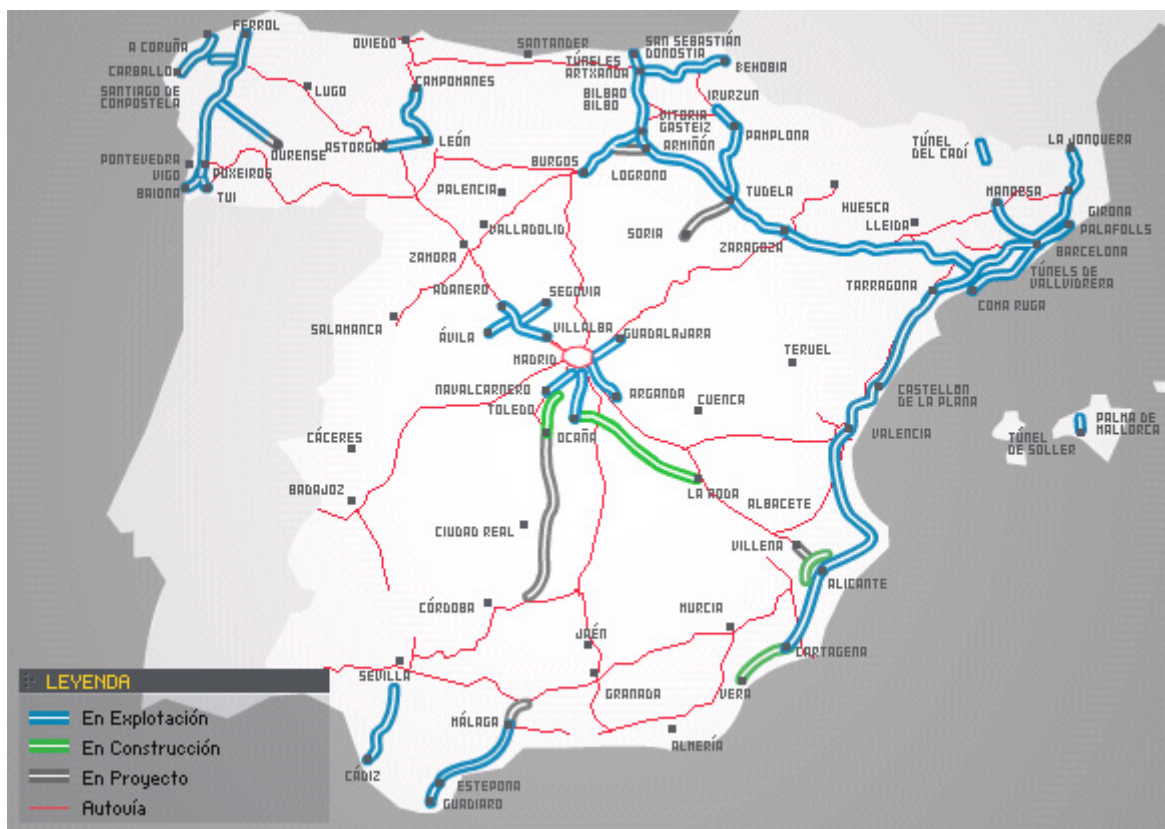 FERROL
A CORUÑA
OVIEDO
SANTANDER
SAN SEBASTIÁN
DONOSTIA
TÚNELES
ARTXANDA
BEHOBIA
CARBALLO
CAMPOMANES
SANTIAGO DE
COMPOSTELA
LUGO
BILBAO
BILBO
IRURZUN
VITORIA
GASTEIZ
PAMPLONA
OURENSE
ASTORGA
LEÓN
ARMIÑÓN
TÚNEL
DEL CADÍ
LA JONQUERA
PONTEVEDRA
VIGO
BAIONA
PUXEIROS
TUI
BURGOS
LOGRONO
PALENCIA
TUDELA
MANRESA
HUESCA
LLEIDA
GIRONA
PALAFOLLS
VALLADOLID
SORIA
ZARAGOZA
BARCELONA
ZAMORA
TÚNELS DE
VALLVIDRERA
ADANERO
SEGOVIA
TARRAGONA
COMA RUGA
SALAMANCA
ÁVILA
VILLALBA
GUADALAJARA
MADRID
TERUEL
NAVALCARNERO
ARGANDA
CUENCA
CASTELLON
DE LA PLANA
TOLEDO
OCAÑA
VALENCIA
PALMA DE
MALLORCA
TÚNEL
DE SOLLER
CÁCERES
BADAJOZ
LA RODA
ALBACETE
CIUDAD REAL
VILLENA
ALICANTE
CÓRDOBA
MURCIA
JAÉN
CARTAGENA
SEVILLA
GRANADA
VERA
MÁLAGA
ALMERÍA
CÁDIZ
ESTEPONA
GUADIARO
LEYENDA
En Explotación
En Construcción
En Proyecto
Autovía